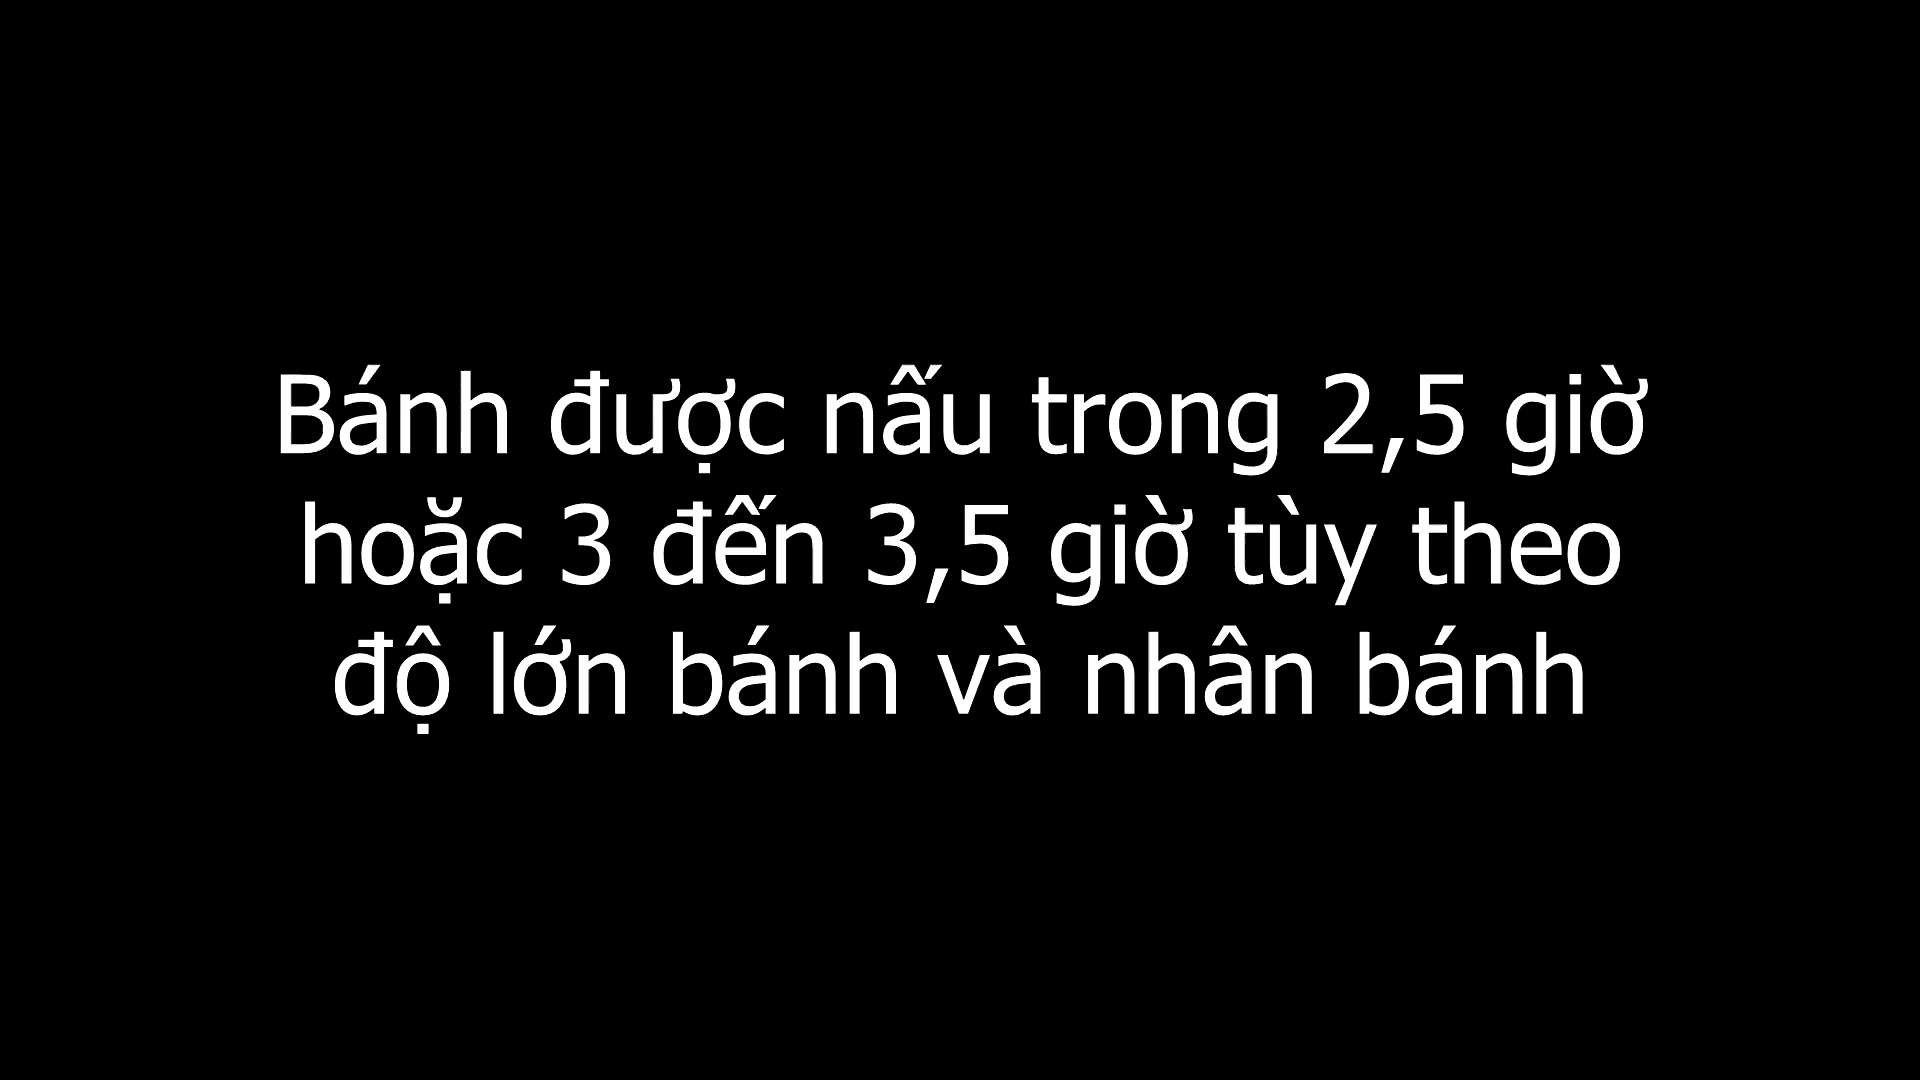 Bánh được nấu trong 2,5 giờ
hoặc 3 đến 3,5 giờ tùy theo
độ lớn bánh và nhân bánh